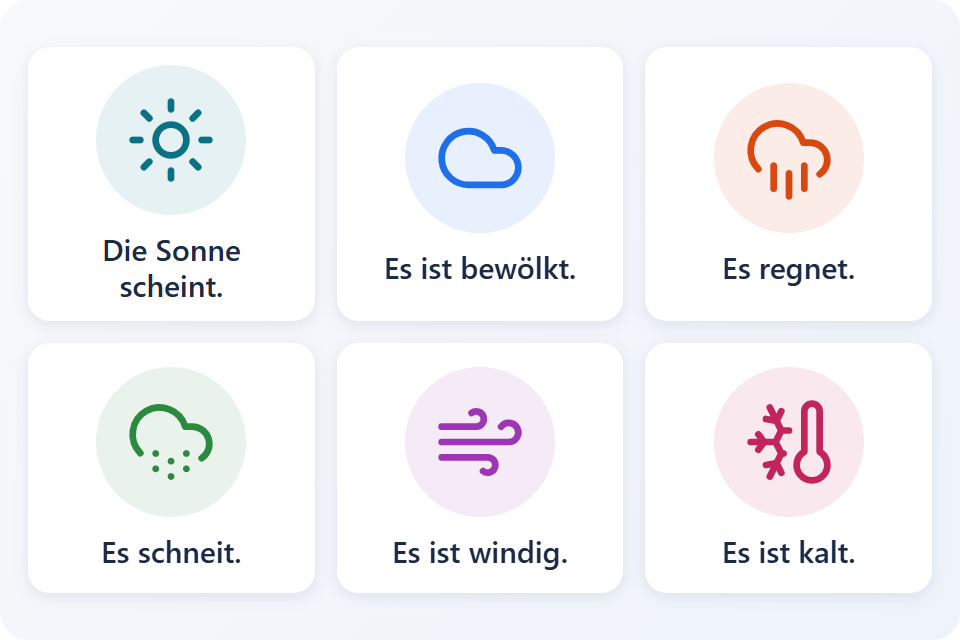 Die Sonne
scheint.
Es ist bewölkt.
Es regnet.
Es schneit.
Es ist windig.
Es ist kalt.